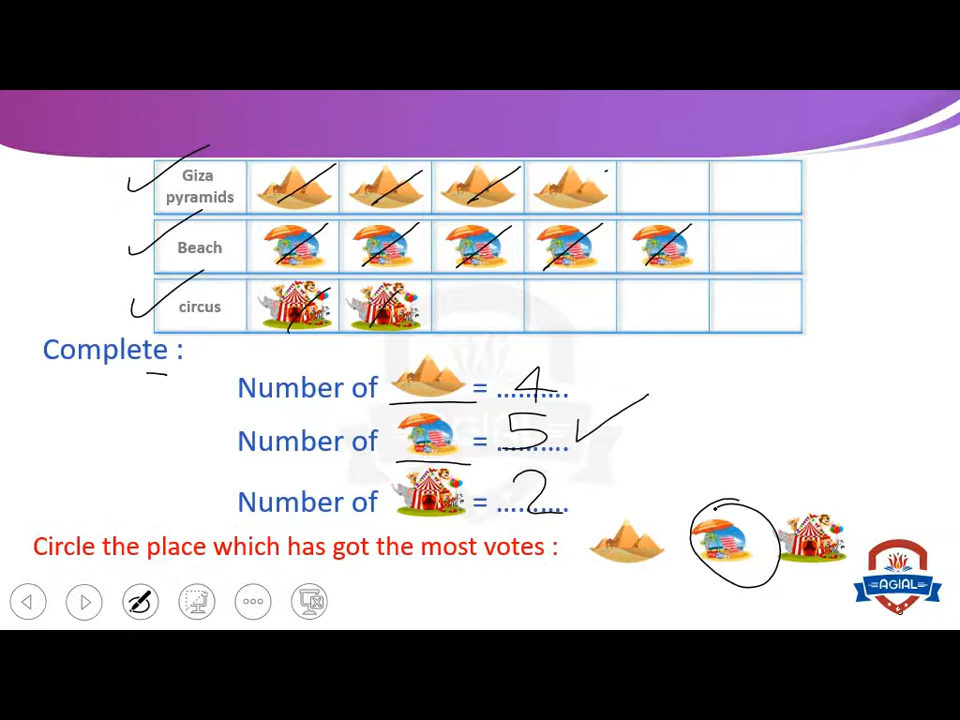 Giza
pyramids
Beach
circus
Complete :
Number of = ..4..
Number of = ..5..
Number of = ..2..
Circle the place which has got the most votes :
AGIAL